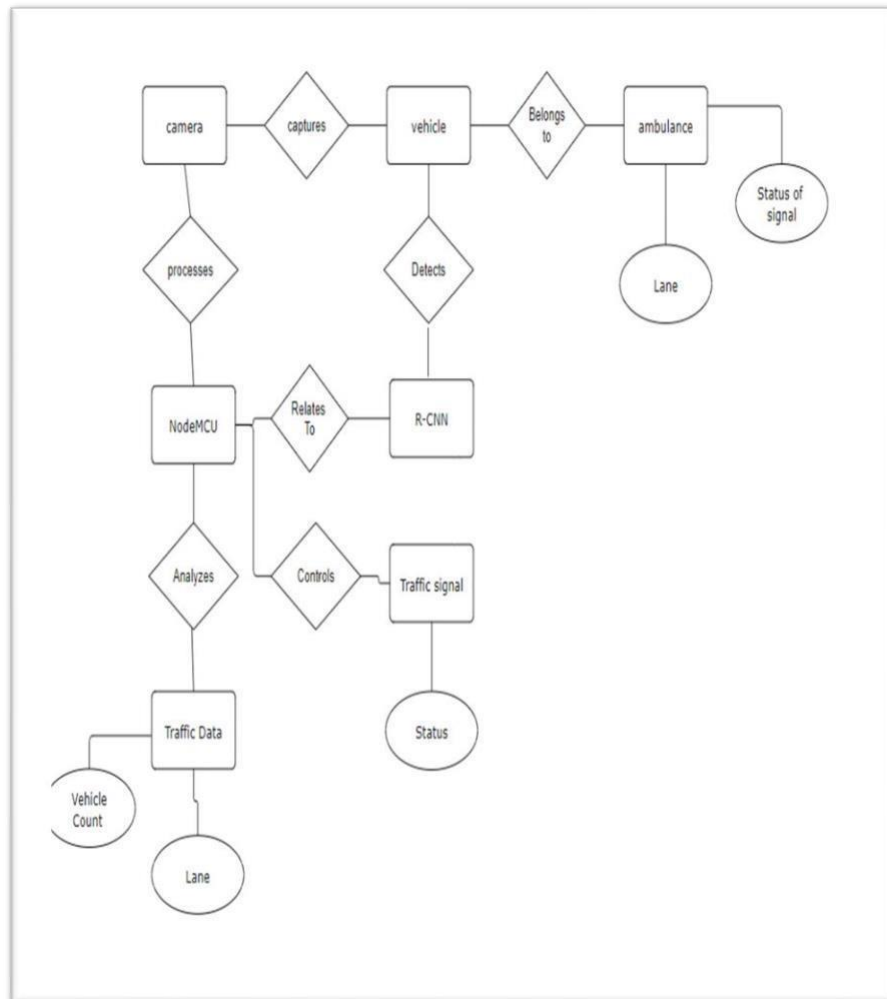 camera
captures
vehicle
Belongs
to
ambulance
Status of
signal
processes
Detects
Lane
NodeMCU
Relates
To
R-CNN
Analyzes
Controls
Traffic signal
Traffic Data
Status
Vehicle
Count
Lane